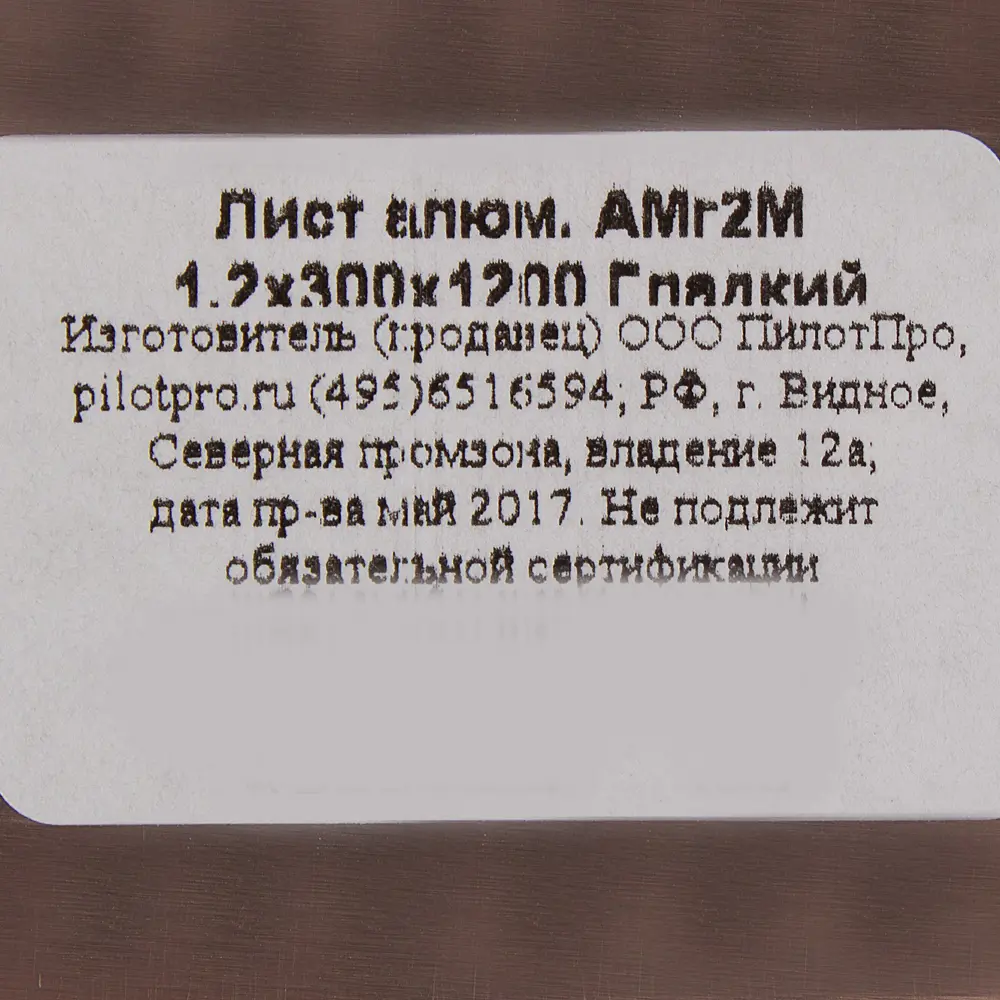 Лист алюм. АМг2М
1.2х300х1200 Гладкий
Изготовитель (продавец) ООО ПилотПро,
pilotpro.ru (495)6516594; РФ, г. Видное,
Северная промзона, владение 12а;
дата пр-ва май 2017. Не подлежит
обязательной сертификации